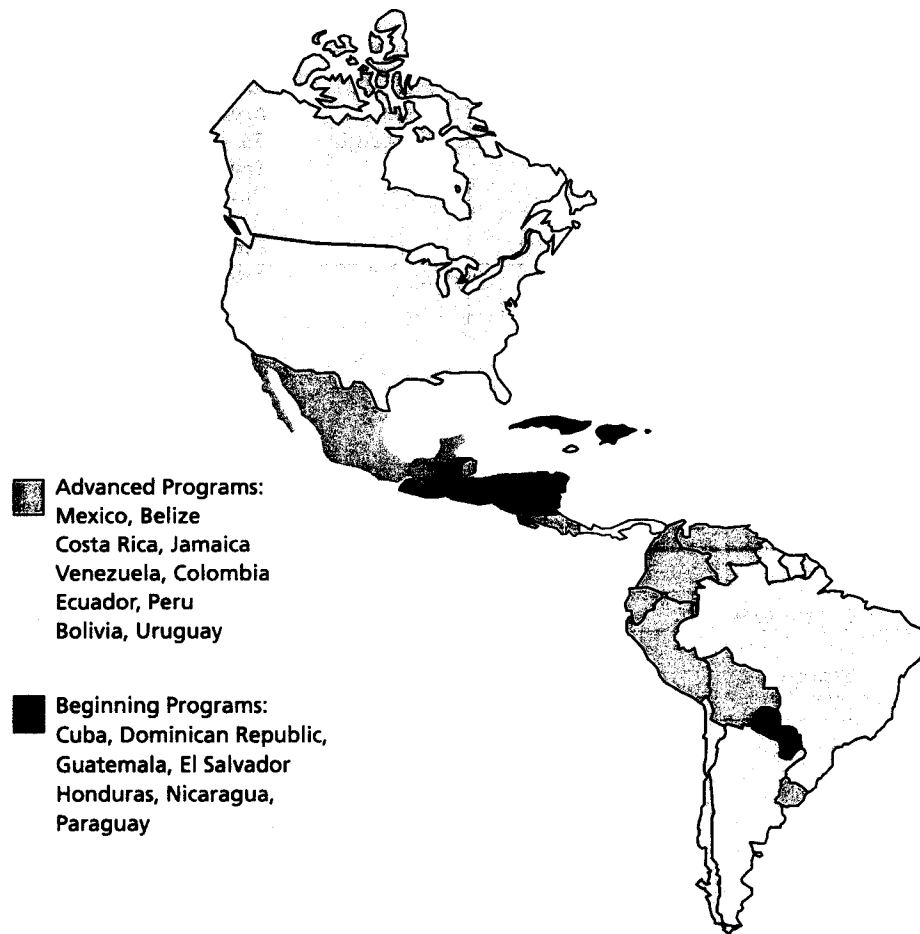 Advanced Programs:
Mexico, Belize
Costa Rica, Jamaica
Venezuela, Colombia
Ecuador, Peru
Bolivia, Uruguay
Beginning Programs:
Cuba, Dominican Republic,
Guatemala, El Salvador
Honduras, Nicaragua,
Paraguay